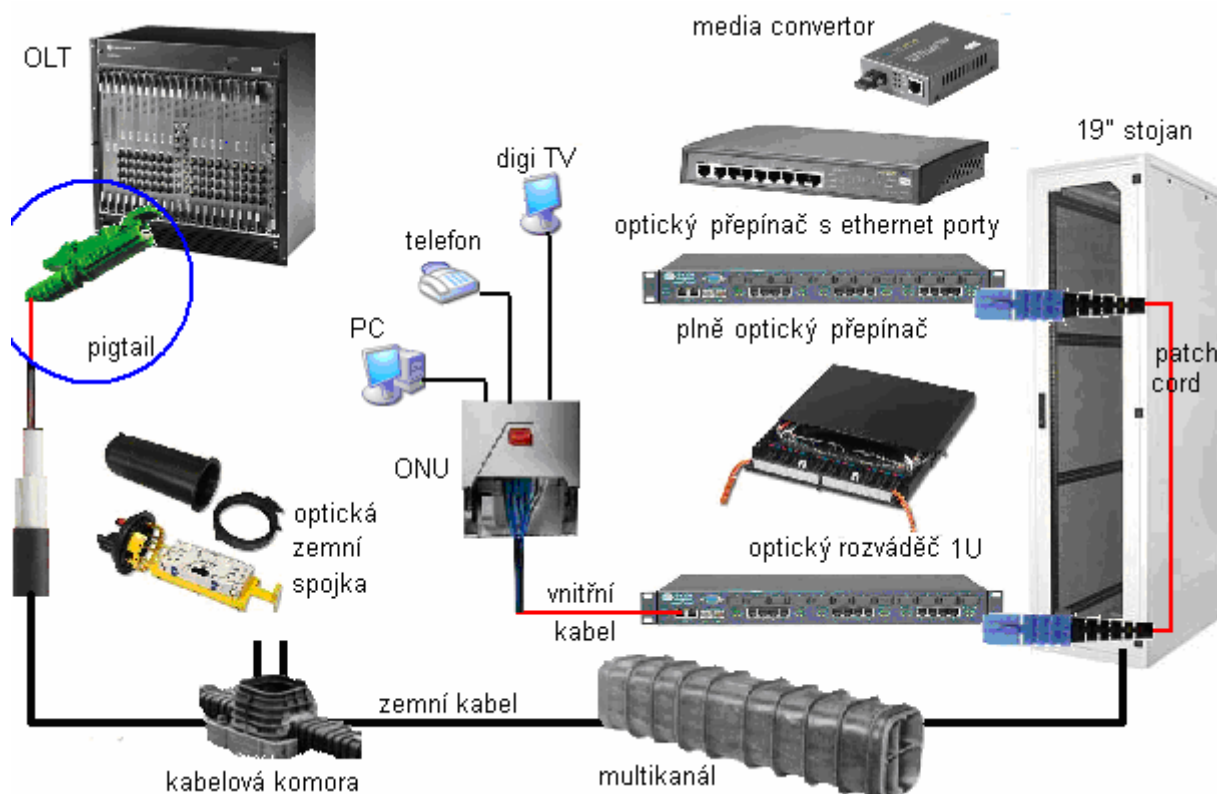 media convertor
OLT
19" stojan
digi TV
optický přepínač s ethernet porty
telefon
PC
plně optický přepínač
pigtail
patch
cord
ONU
optická
zemní
spojka
optický rozváděč 1U
vnitřní
kabel
zemní kabel
kabelová komora
multikanál